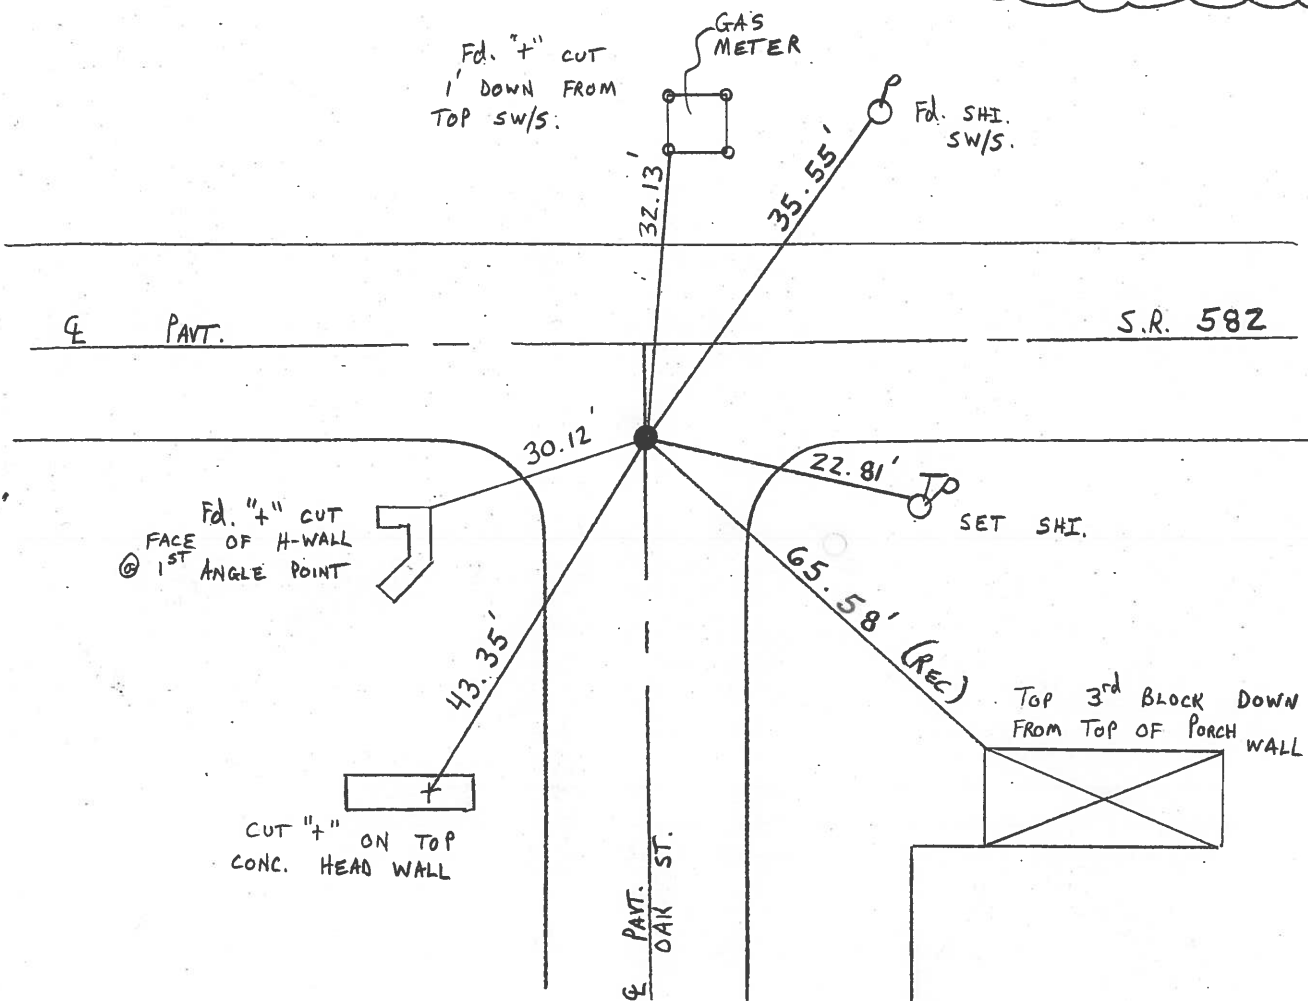 GAS
METER
Fd. "+" CUT
1' DOWN FROM
TOP SW/S.
Fd. SHI.
SW/S.
32.13'
35.55'
℄ PAVT.
S.R. 582
30.12'
22.81'
Fd. "+" CUT
FACE OF H-WALL
@ 1ST ANGLE POINT
SET SHI.
65.58' (REC)
43.35'
TOP 3rd BLOCK DOWN
FROM TOP OF PORCH
WALL
CUT "+" ON TOP
CONC. HEAD WALL
℄ PAVT.
OAK ST.